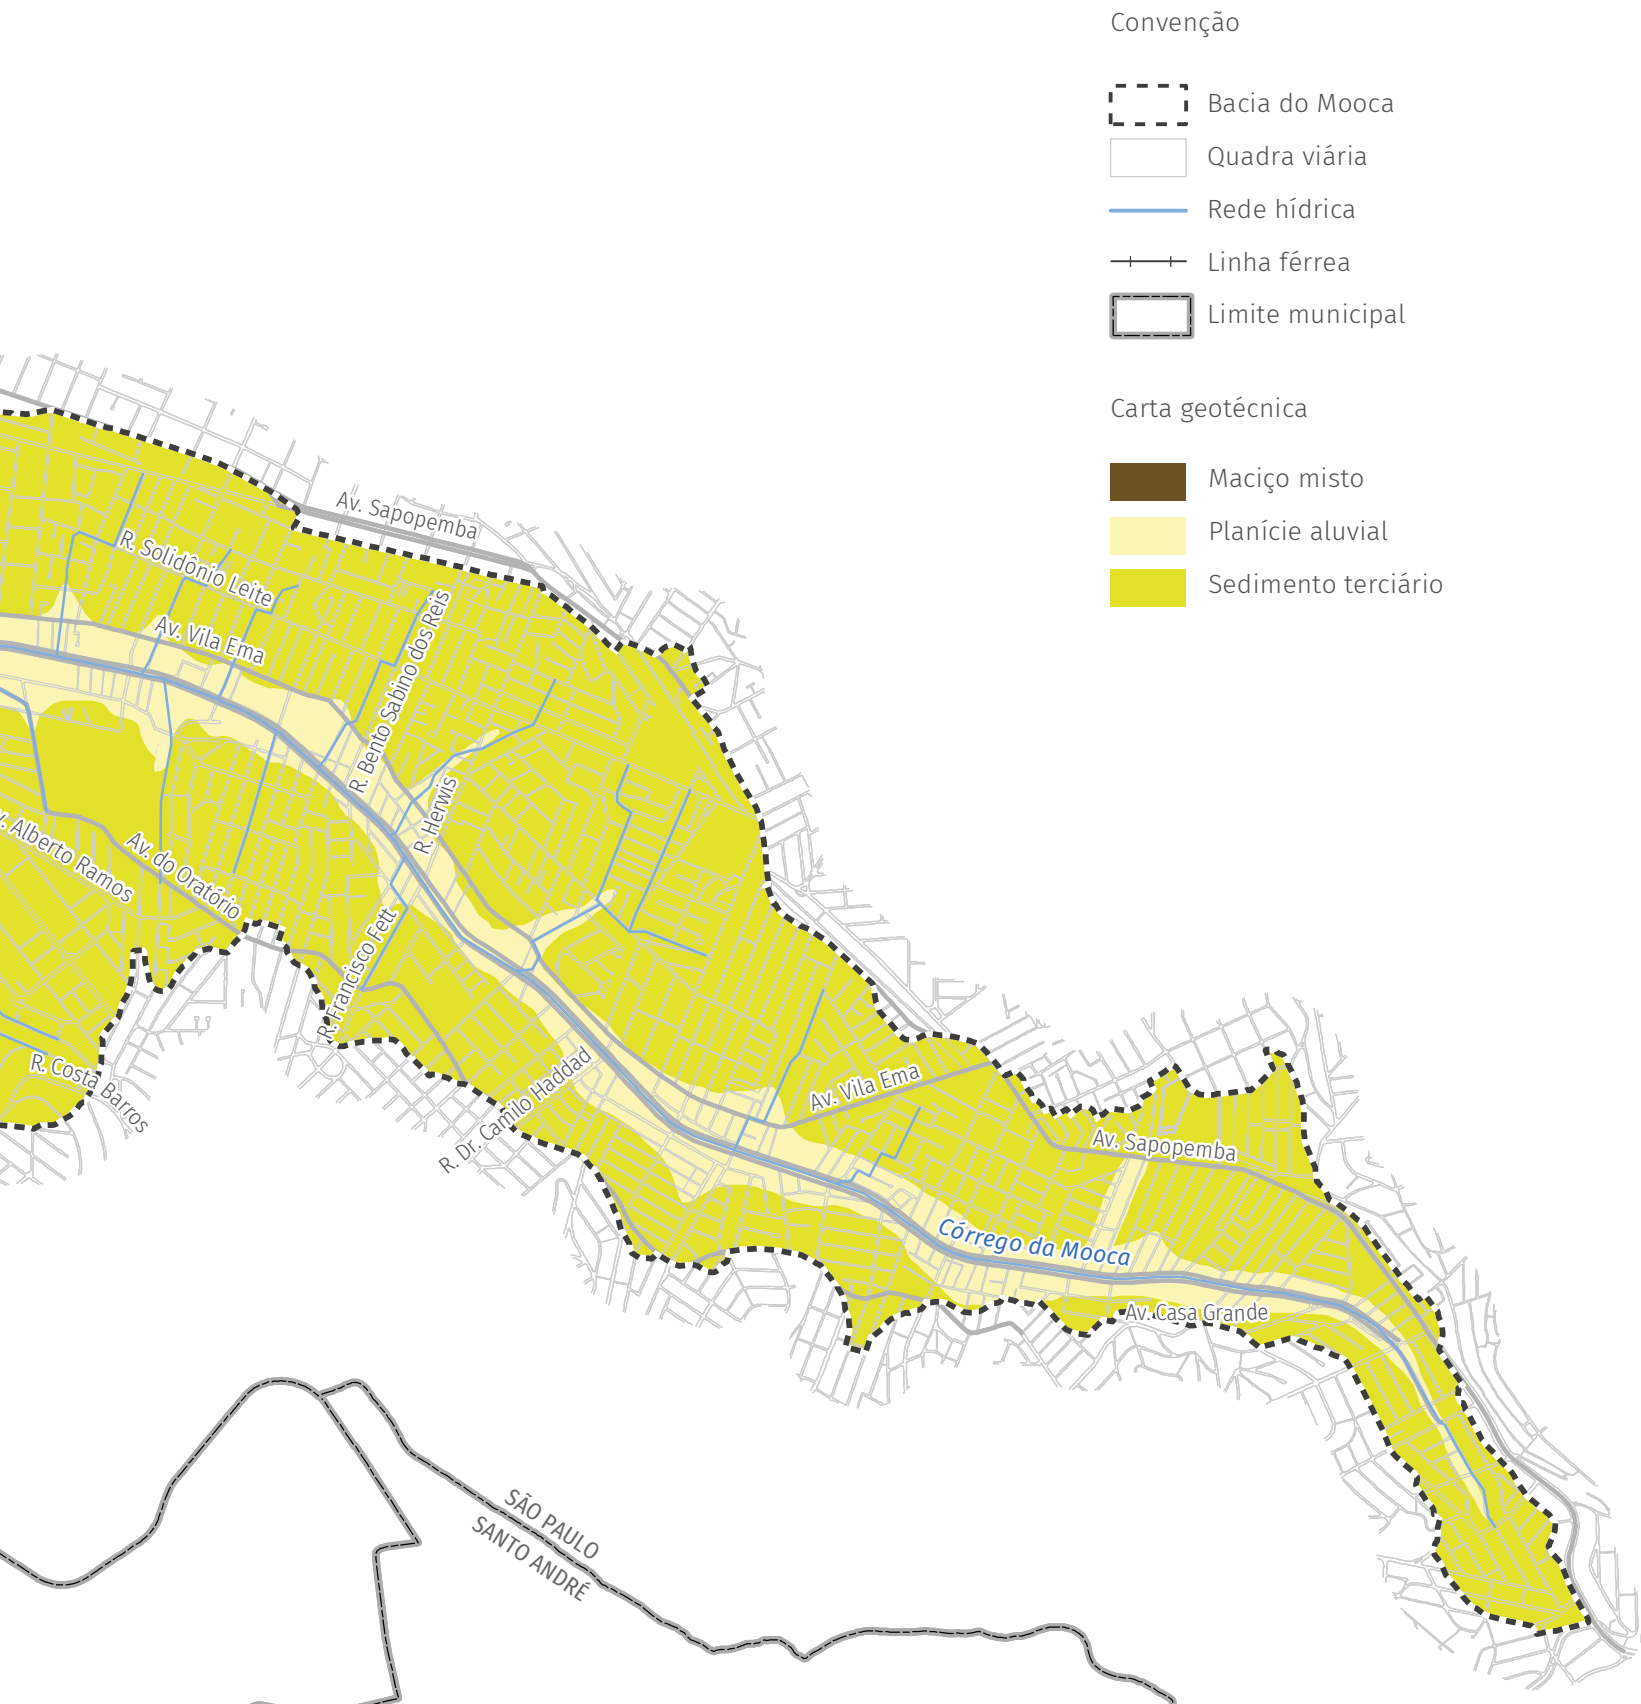 Convenção
Bacia do Mooca
Quadra viária
Rede hídrica
Linha férrea
Limite municipal
Carta geotécnica
Maciço misto
Planície aluvial
Sedimento terciário
Av. Sapopemba
R. Solidônio Leite
Av. Vila Ema
R. Bento Sabino dos Reis
R. Herwis
Alberto Ramos
Av. do Oratório
R. Francisco Fett
R. Costa Barros
R. Dr. Camilo Haddad
Av. Vila Ema
Av. Sapopemba
Córrego da Mooca
Av. Casa Grande
SÃO PAULO
SANTO ANDRÉ